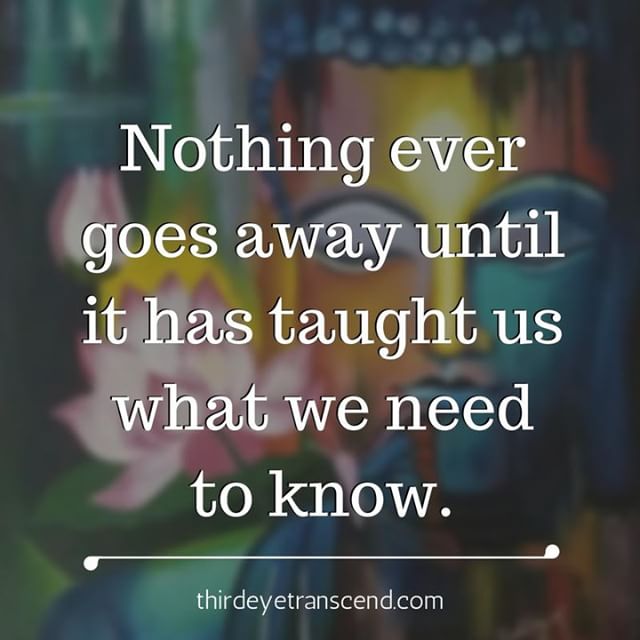 Nothing ever
goes away until
it has taught us
what we need
to know.
thirdeyetranscend.com